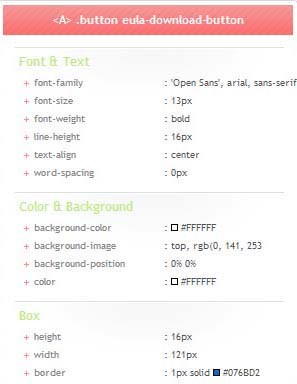 <A> .button eula-download-button
Font & Text
+ font-family : 'Open Sans', arial, sans-serif
+ font-size : 13px
+ font-weight : bold
+ line-height : 16px
+ text-align : center
+ word-spacing : 0px
Color & Background
+ background-color : #FFFFFF
+ background-image : top, rgb(0, 141, 253
+ background-position : 0% 0%
+ color : #FFFFFF
Box
+ height : 16px
+ width : 121px
+ border : 1px solid #076BD2